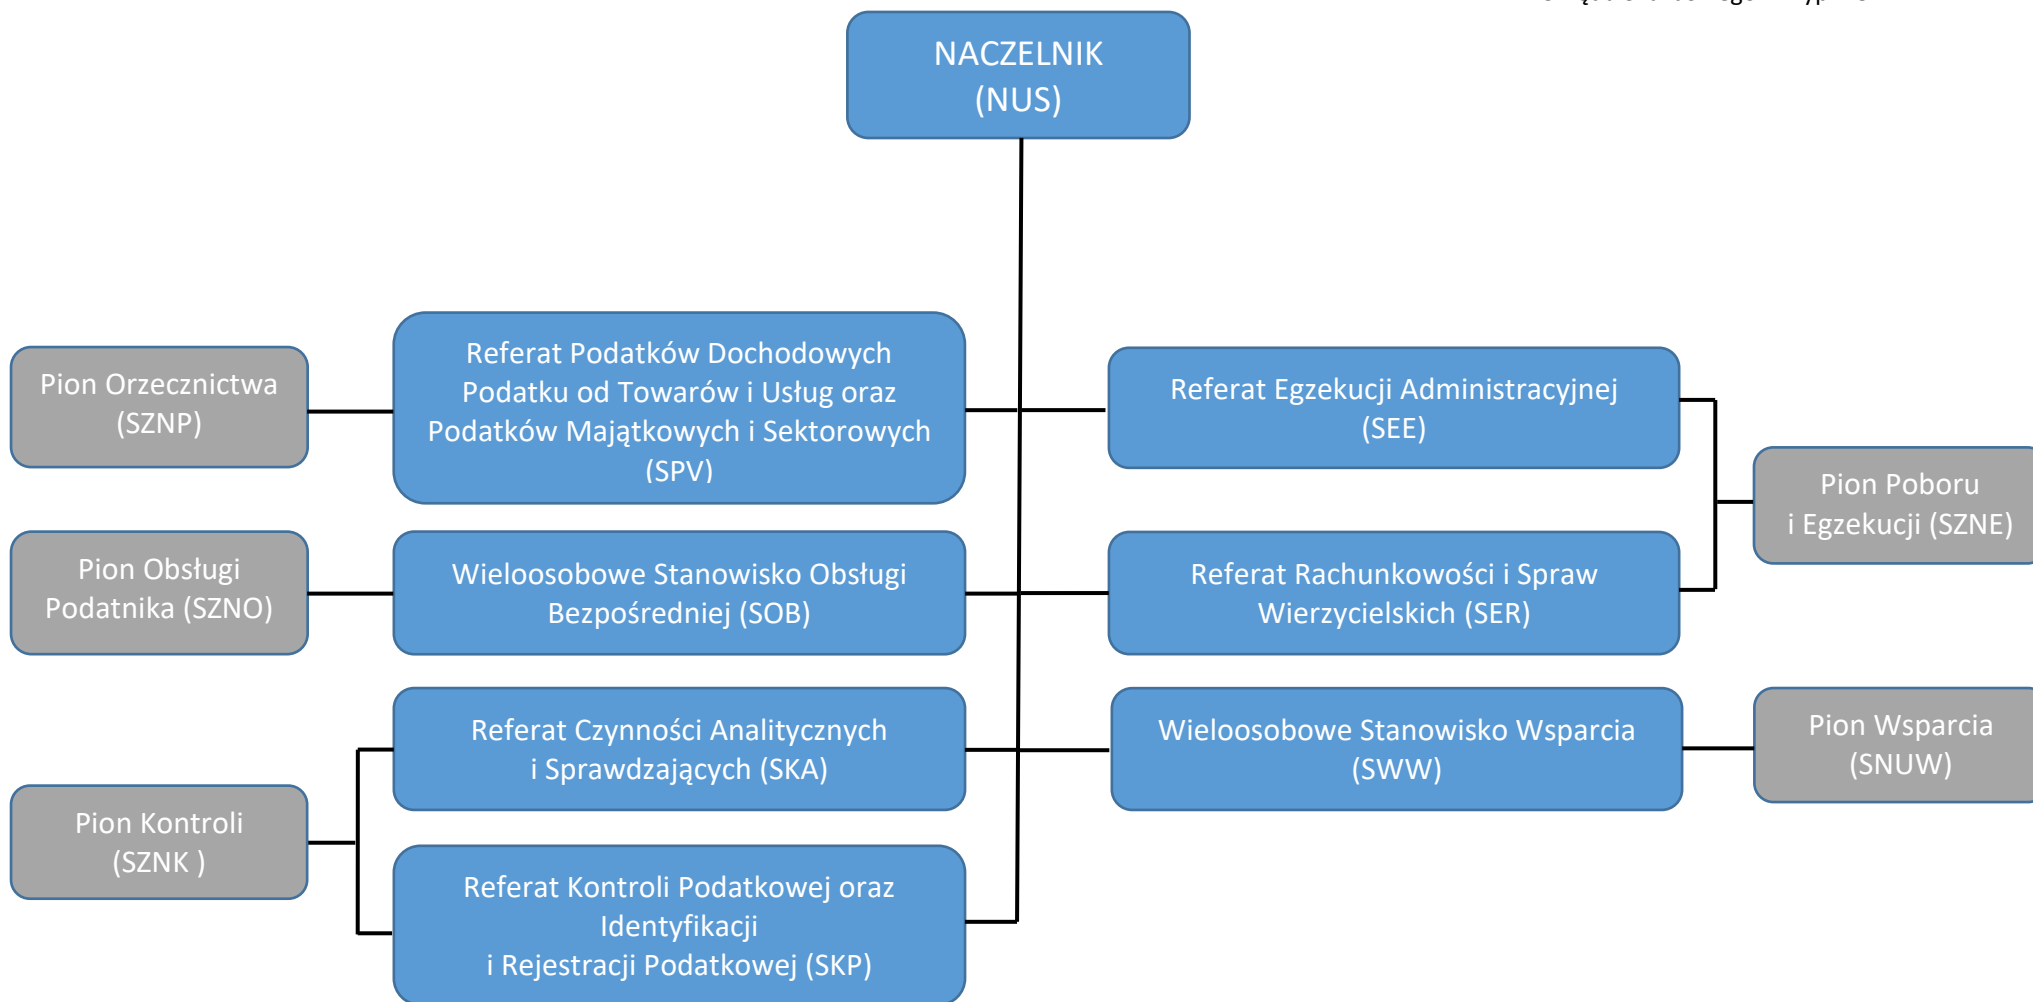 NACZELNIK
(NUS)
Pion Orzecznictwa
(SZNP)
Referat Podatków Dochodowych
Podatku od Towarów i Usług oraz
Podatków Majątkowych i Sektorowych
(SPV)
Referat Egzekucji Administracyjnej
(SEE)
Pion Poboru
i Egzekucji (SZNE)
Pion Obsługi
Podatnika (SZNO)
Wieloosobowe Stanowisko Obsługi
Bezpośredniej (SOB)
Referat Rachunkowości i Spraw
Wierzycielskich (SER)
Referat Czynności Analitycznych
i Sprawdzających (SKA)
Wieloosobowe Stanowisko Wsparcia
(SWW)
Pion Wsparcia
(SNUW)
Pion Kontroli
(SZNK )
Referat Kontroli Podatkowej oraz
Identyfikacji
i Rejestracji Podatkowej (SKP)